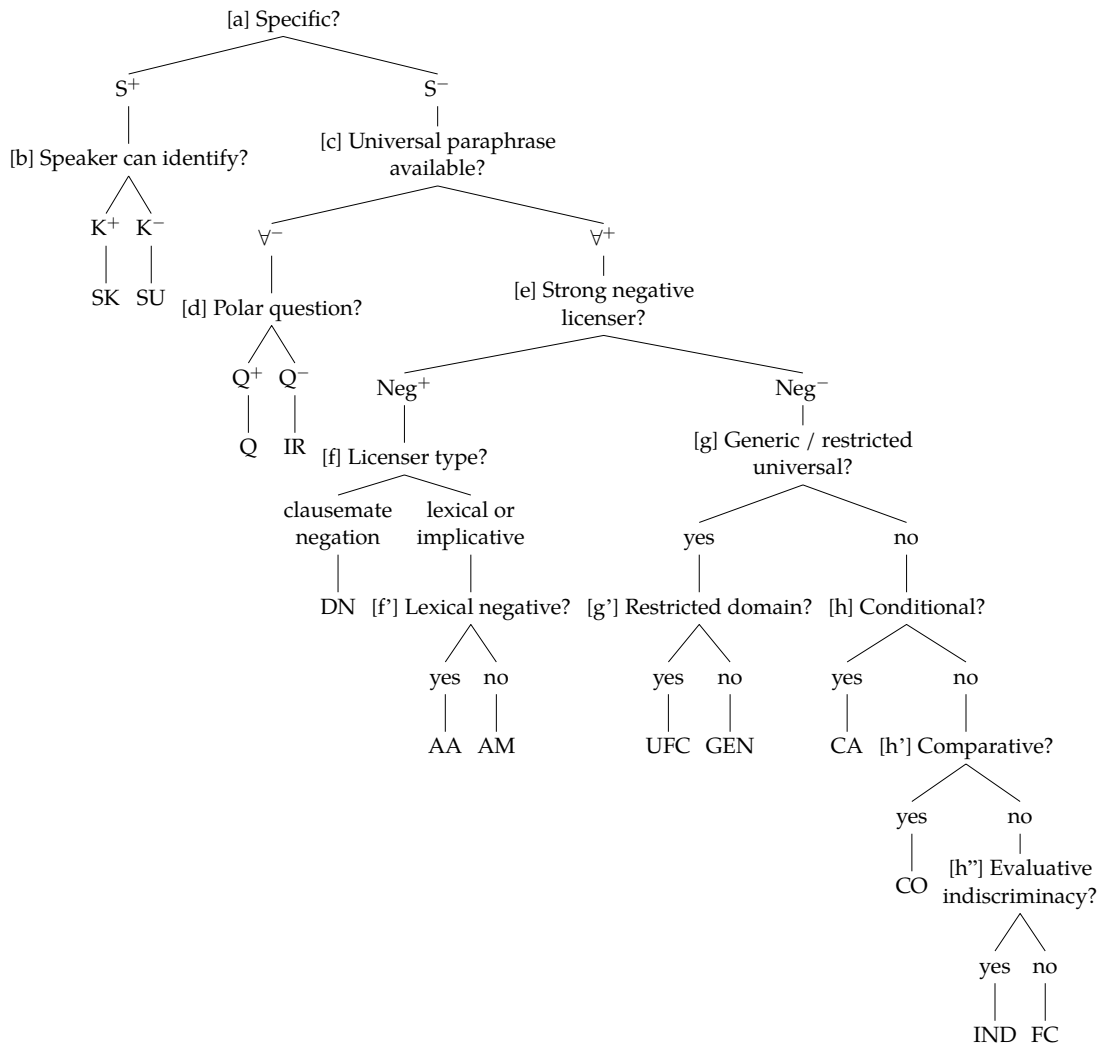 [a] Specific?
S⁺ S⁻
[b] Speaker can identify?
[c] Universal paraphrase
available?
K⁺ K⁻
SK SU
∀⁻ ∀⁺
[d] Polar question?
[e] Strong negative
licenser?
Q⁺ Q⁻
Q IR
Neg⁺ Neg⁻
[f] Licenser type?
[g] Generic / restricted
universal?
clausemate
negation
lexical or
implicative
yes no
DN [f'] Lexical negative? [g'] Restricted domain? [h] Conditional?
yes no yes no yes no
AA AM UFC GEN CA [h'] Comparative?
yes no
CO
[h”] Evaluative
indiscriminacy?
yes no
IND FC